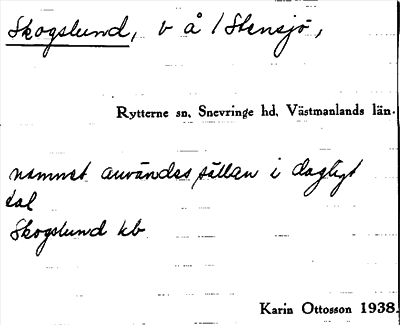 Skogslund, v å / Stensjö,
Rytterne sn, Snevringe hd, Västmanlands län.
namnet användes sällan i dagligt
tal
Skogslund kb
Karin Ottosson 1938.